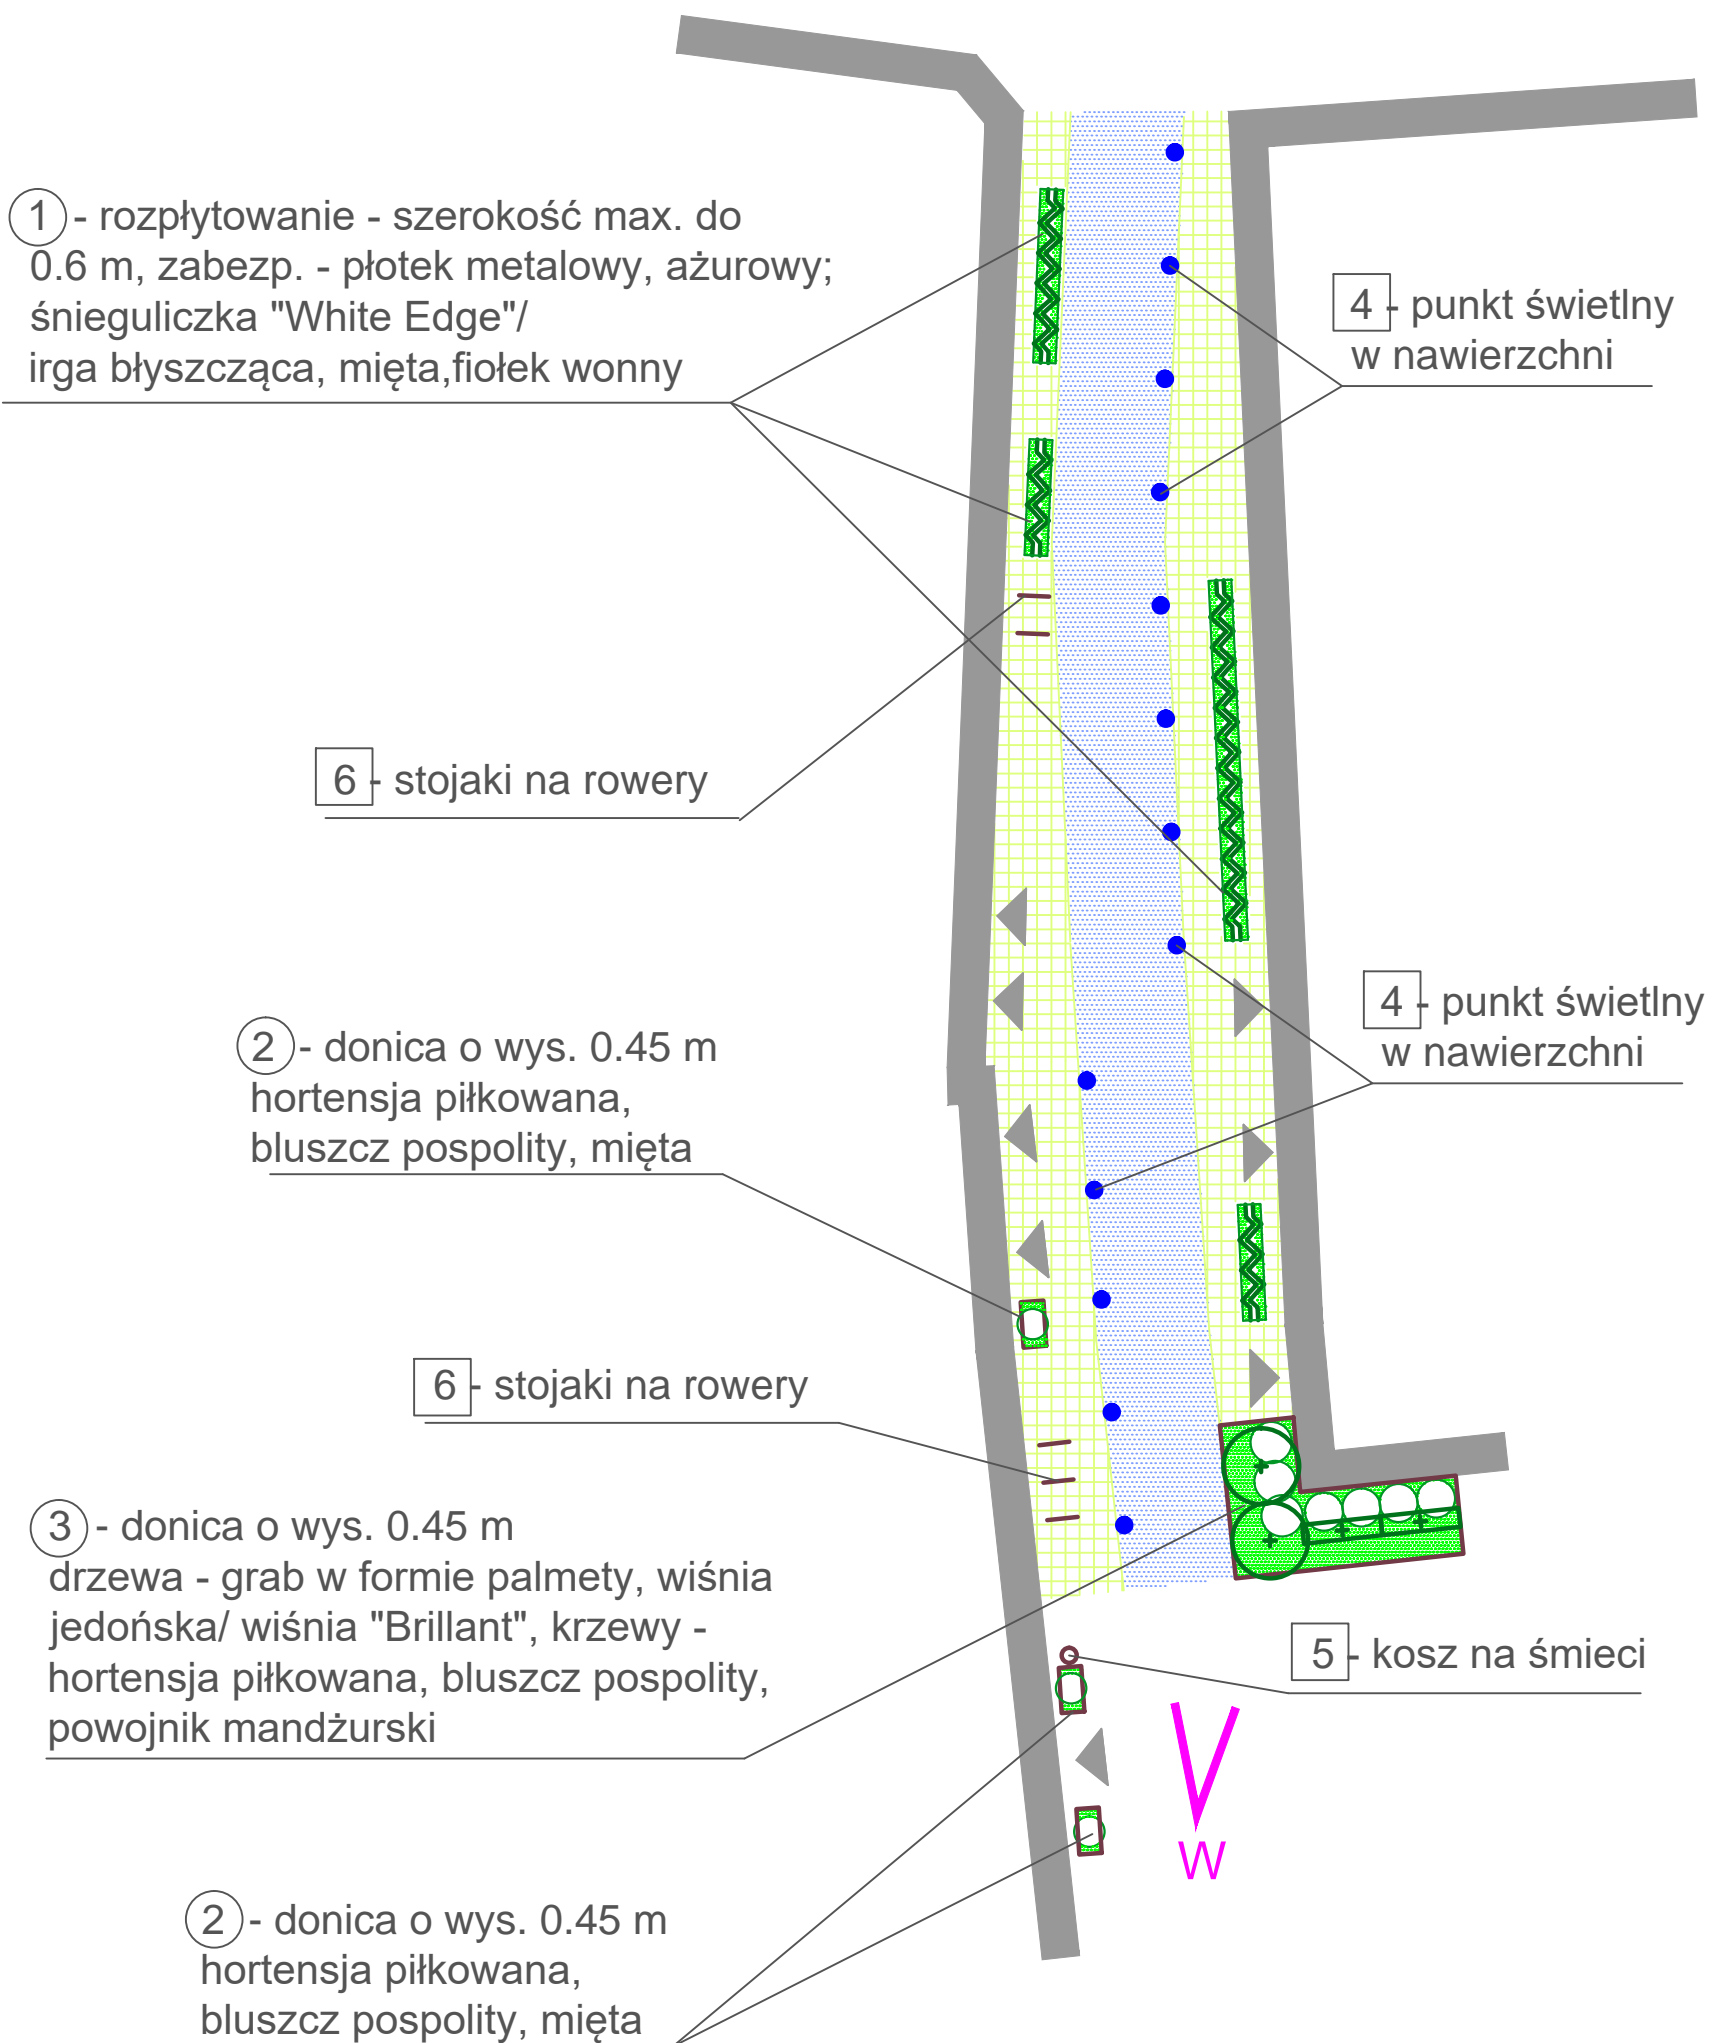 1 - rozpłytowanie - szerokość max. do
0.6 m, zabezp. - płotek metalowy, ażurowy;
śnieguliczka "White Edge"/
irga błyszcząca, mięta,fiołek wonny
4 - punkt świetlny
w nawierzchni
6 - stojaki na rowery
4 - punkt świetlny
w nawierzchni
2 - donica o wys. 0.45 m
hortensja piłkowana,
bluszcz pospolity, mięta
6 - stojaki na rowery
3 - donica o wys. 0.45 m
drzewa - grab w formie palmety, wiśnia
jedońska/ wiśnia "Brillant", krzewy -
hortensja piłkowana, bluszcz pospolity,
powojnik mandżurski
5 - kosz na śmieci
W
2 - donica o wys. 0.45 m
hortensja piłkowana,
bluszcz pospolity, mięta